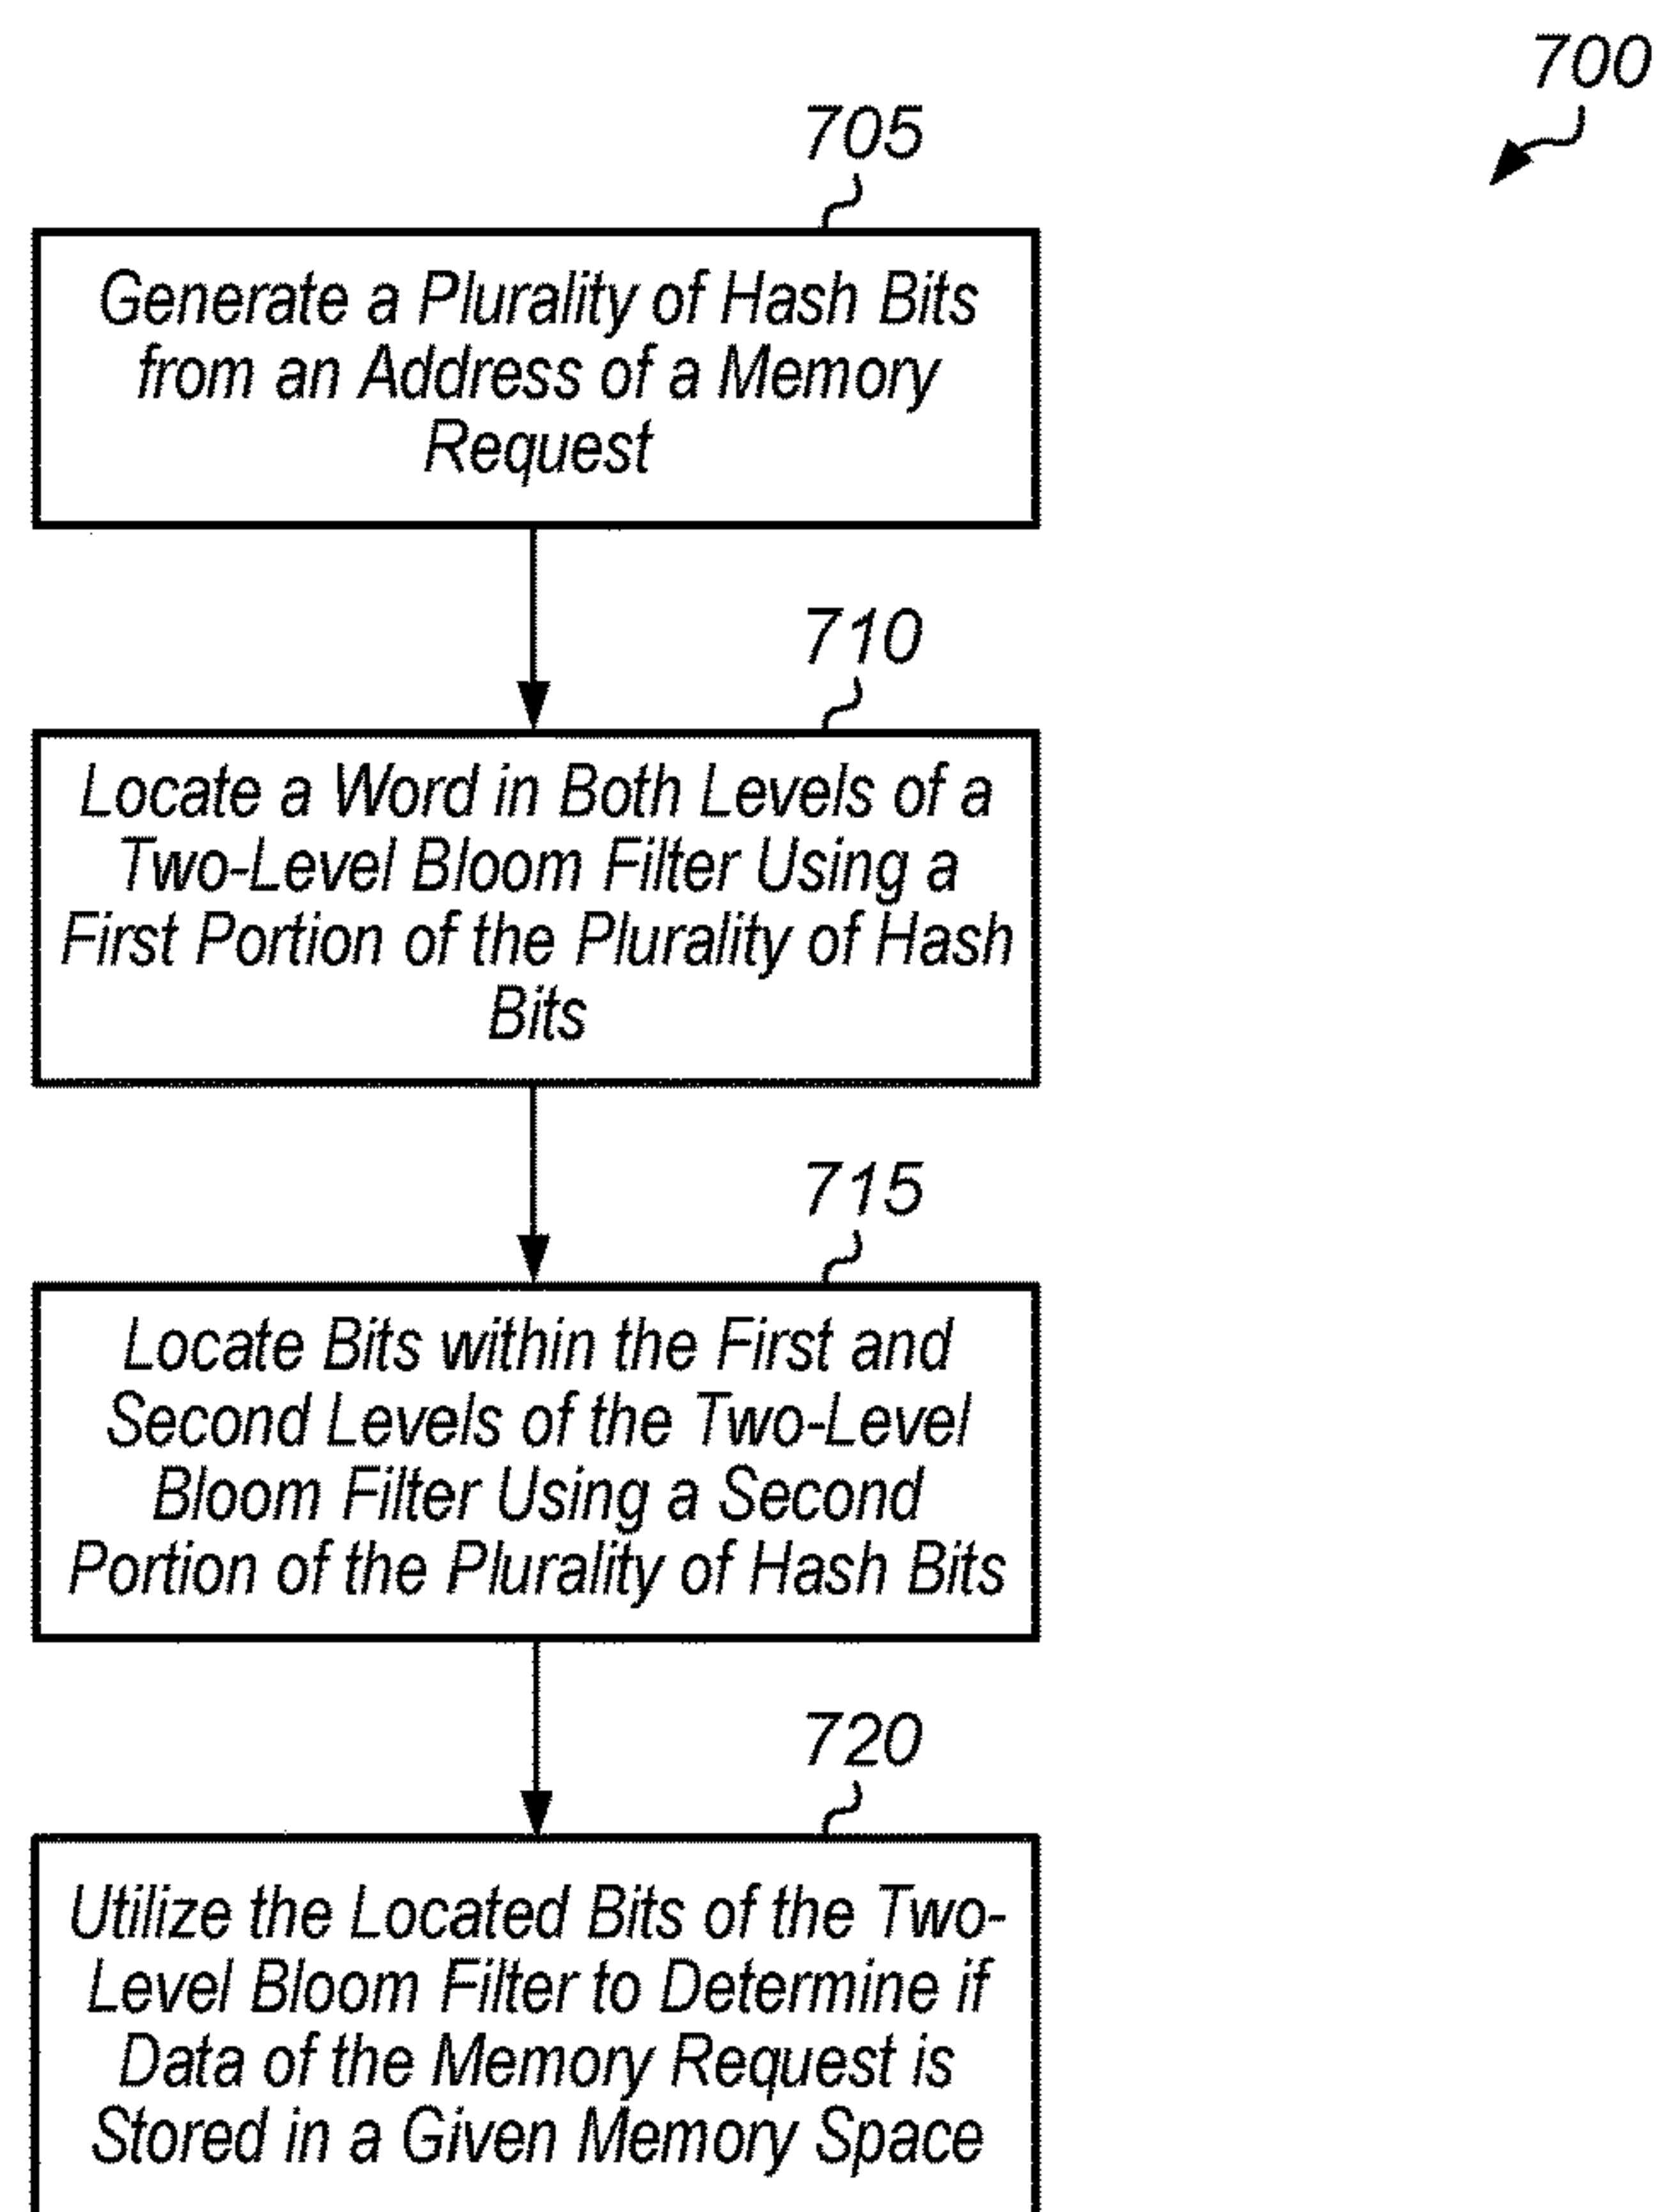 700
705
Generate a Plurality of Hash Bits
from an Address of a Memory
Request
710
Locate a Word in Both Levels of a
Two-Level Bloom Filter Using a
First Portion of the Plurality of Hash
Bits
715
Locate Bits within the First and
Second Levels of the Two-Level
Bloom Filter Using a Second
Portion of the Plurality of Hash Bits
720
Utilize the Located Bits of the Two-
Level Bloom Filter to Determine if
Data of the Memory Request is
Stored in a Given Memory Space